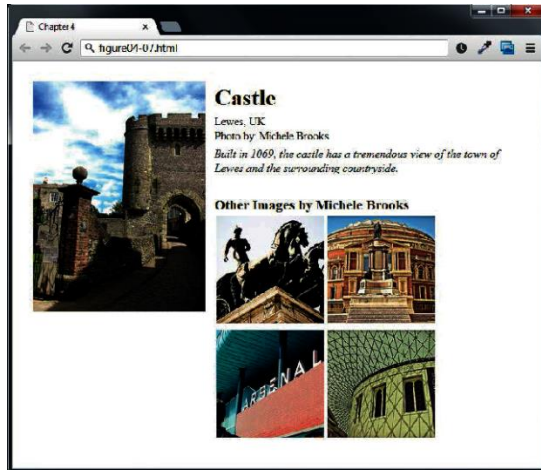 Chapter 4
figure04-07.html
Castle
Lewes, UK
Photo by: Michele Brooks
Built in 1069, the castle has a tremendous view of the town of
Lewes and the surrounding countryside.
Other Images by Michele Brooks
ARSENAL